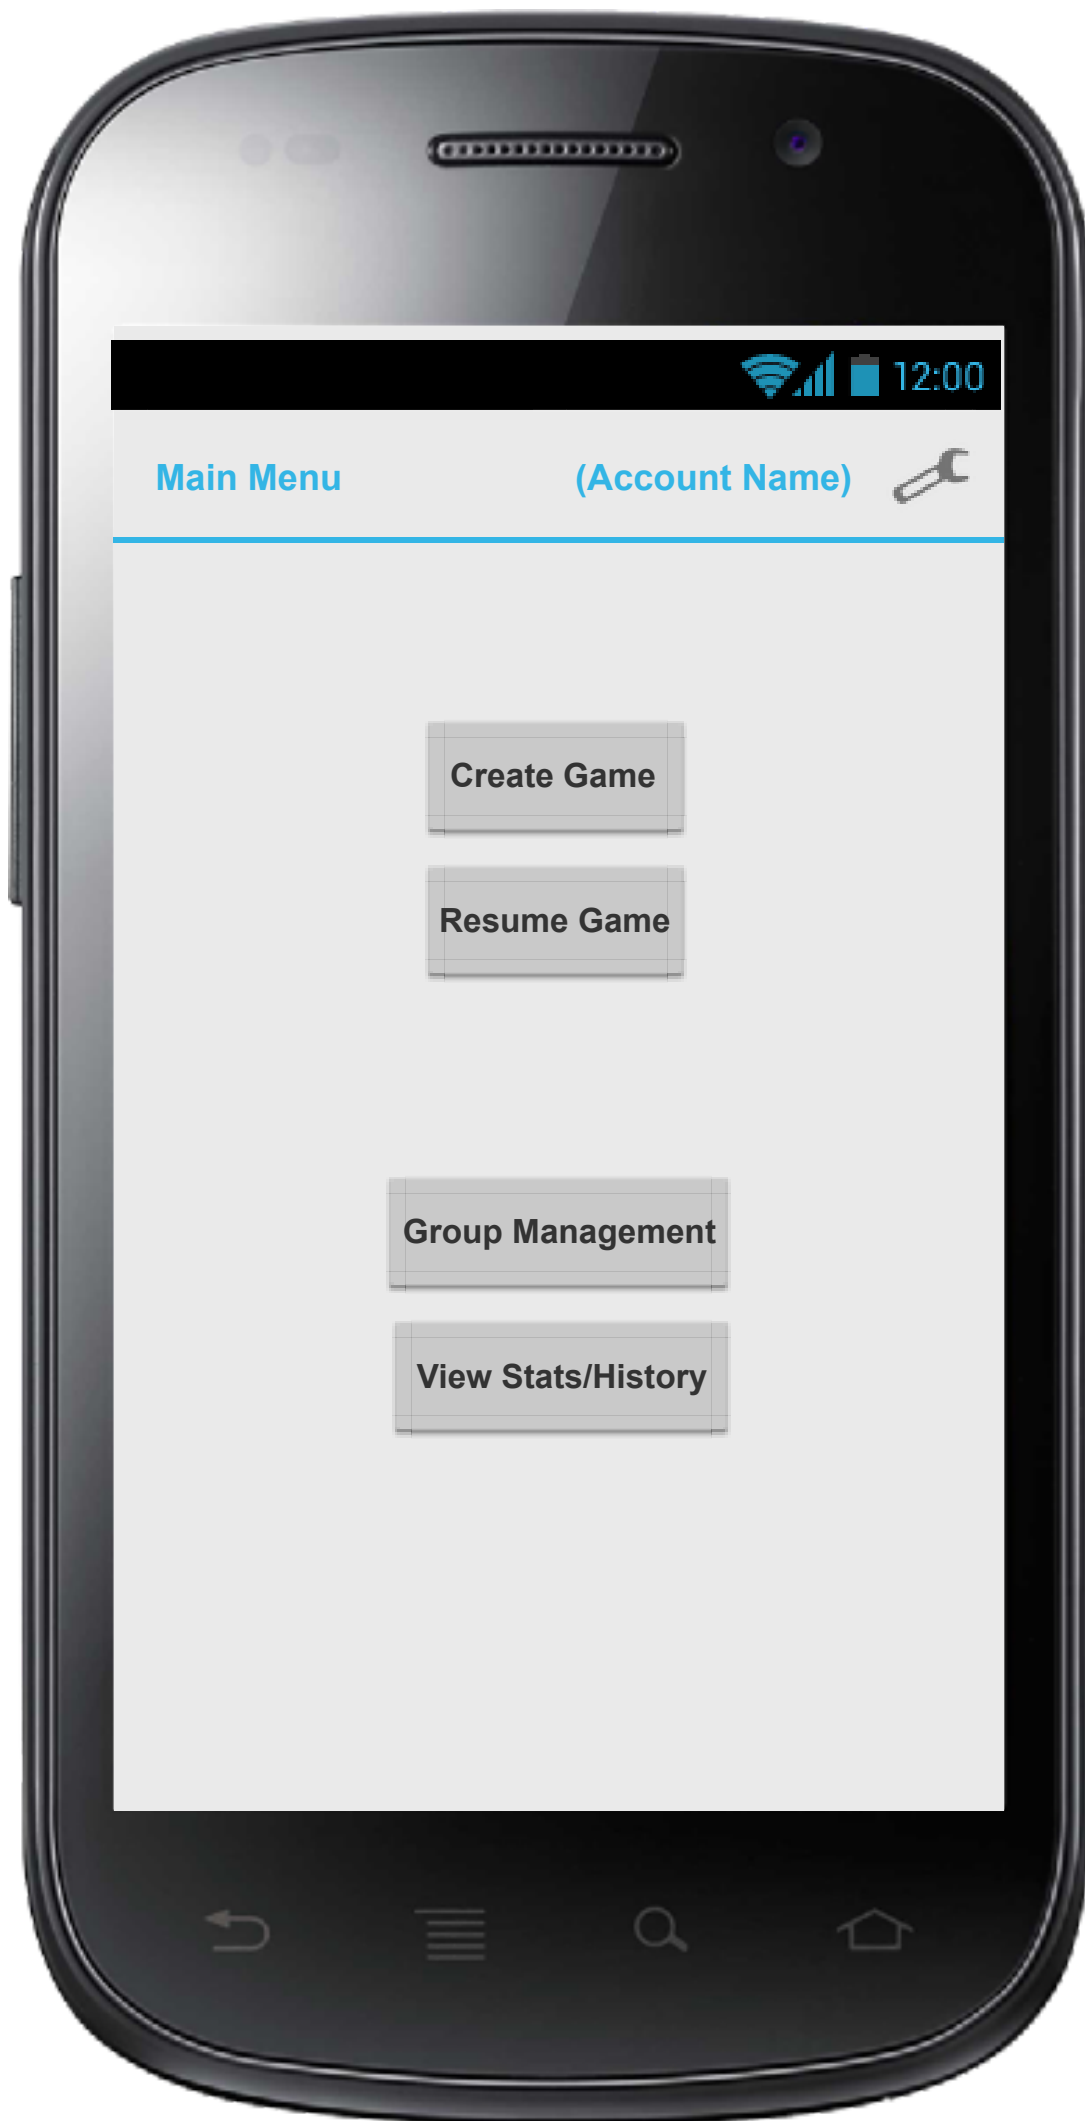 12:00
Main Menu (Account Name)
Create Game
Resume Game
Group Management
View Stats/History